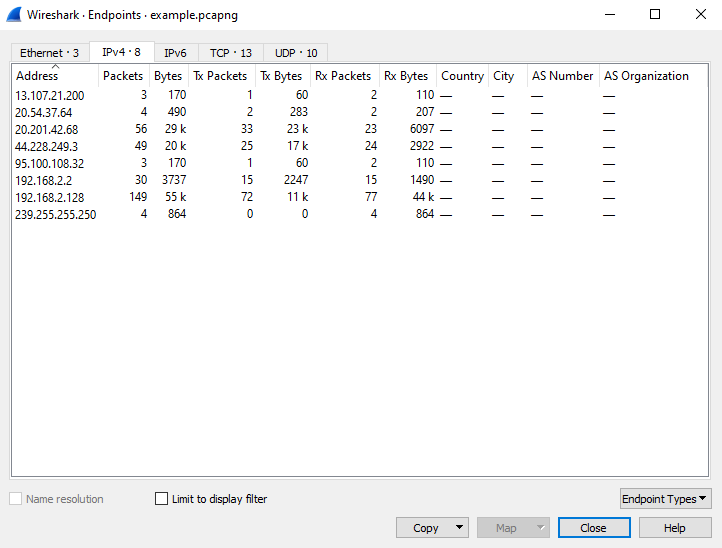 Wireshark · Endpoints · example.pcapng
Ethernet · 3 IPv4 · 8 IPv6 TCP · 13 UDP · 10
Address Packets Bytes Tx Packets Tx Bytes Rx Packets Rx Bytes Country City AS Number AS Organization
13.107.21.200 3 170 1 60 2 110 — — — —
20.54.37.64 4 490 2 283 2 207 — — — —
20.201.42.68 56 29 k 33 23 k 23 6097 — — — —
44.228.249.3 49 20 k 25 17 k 24 2922 — — — —
95.100.108.32 3 170 1 60 2 110 — — — —
192.168.2.2 30 3737 15 2247 15 1490 — — — —
192.168.2.128 149 55 k 72 11 k 77 44 k — — — —
239.255.255.250 4 864 0 0 4 864 — — — —
Name resolution Limit to display filter Endpoint Types
Copy Map Close Help